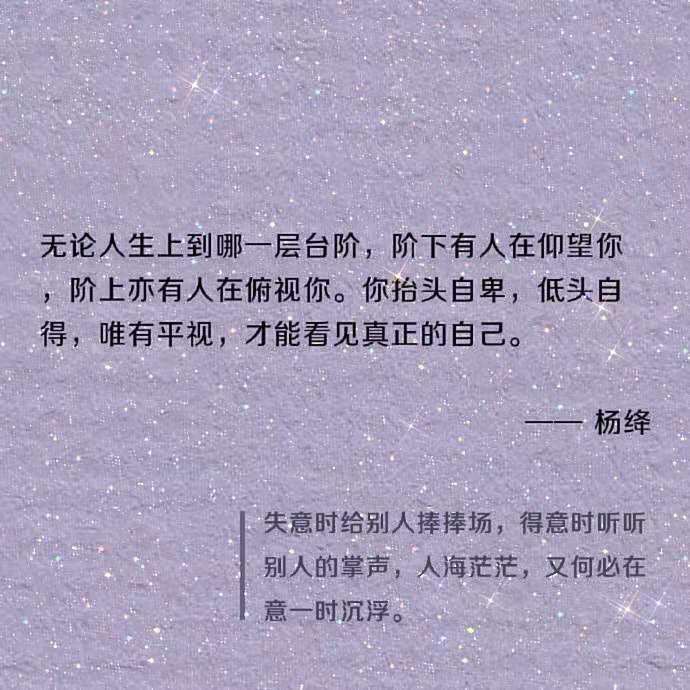 无论人生上到哪一层台阶，阶下有人在仰望你
，阶上亦有人在俯视你。你抬头自卑，低头自
得，唯有平视，才能看见真正的自己。
—— 杨绛
失意时给别人捧捧场，得意时听听
别人的掌声，人海茫茫，又何必在
意一时沉浮。